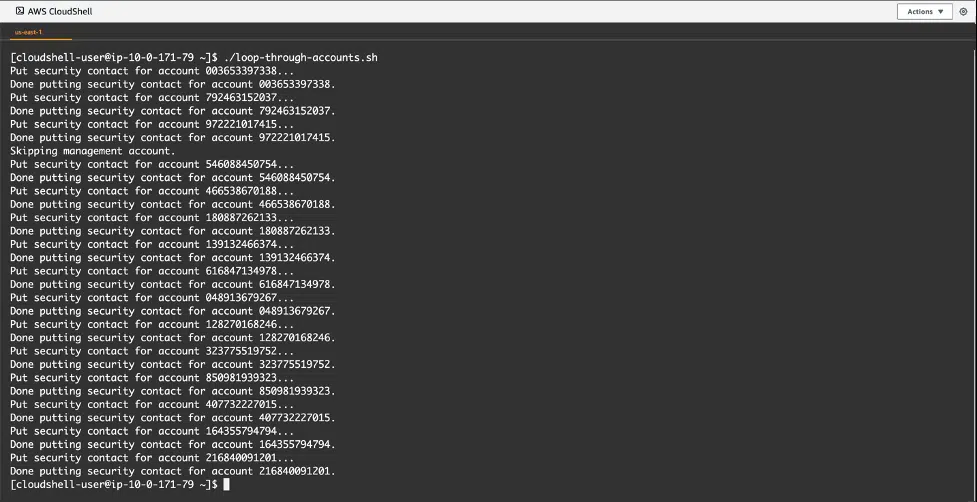 AWS CloudShell
Actions ▼
us-east-1
[cloudshell-user@ip-10-0-171-79 ~]$ ./loop-through-accounts.sh
Put security contact for account 003653397338...
Done putting security contact for account 003653397338.
Put security contact for account 792463152037...
Done putting security contact for account 792463152037.
Put security contact for account 972221017415...
Done putting security contact for account 972221017415.
Skipping management account.
Put security contact for account 546088450754...
Done putting security contact for account 546088450754.
Put security contact for account 466538670188...
Done putting security contact for account 466538670188.
Put security contact for account 180887262133...
Done putting security contact for account 180887262133.
Put security contact for account 139132466374...
Done putting security contact for account 139132466374.
Put security contact for account 616847134978...
Done putting security contact for account 616847134978.
Put security contact for account 048913679267...
Done putting security contact for account 048913679267.
Put security contact for account 128270168246...
Done putting security contact for account 128270168246.
Put security contact for account 323775519752...
Done putting security contact for account 323775519752.
Put security contact for account 850981939323...
Done putting security contact for account 850981939323.
Put security contact for account 407732227015...
Done putting security contact for account 407732227015.
Put security contact for account 164355794794...
Done putting security contact for account 164355794794.
Put security contact for account 216840091201...
Done putting security contact for account 216840091201.
[cloudshell-user@ip-10-0-171-79 ~]$